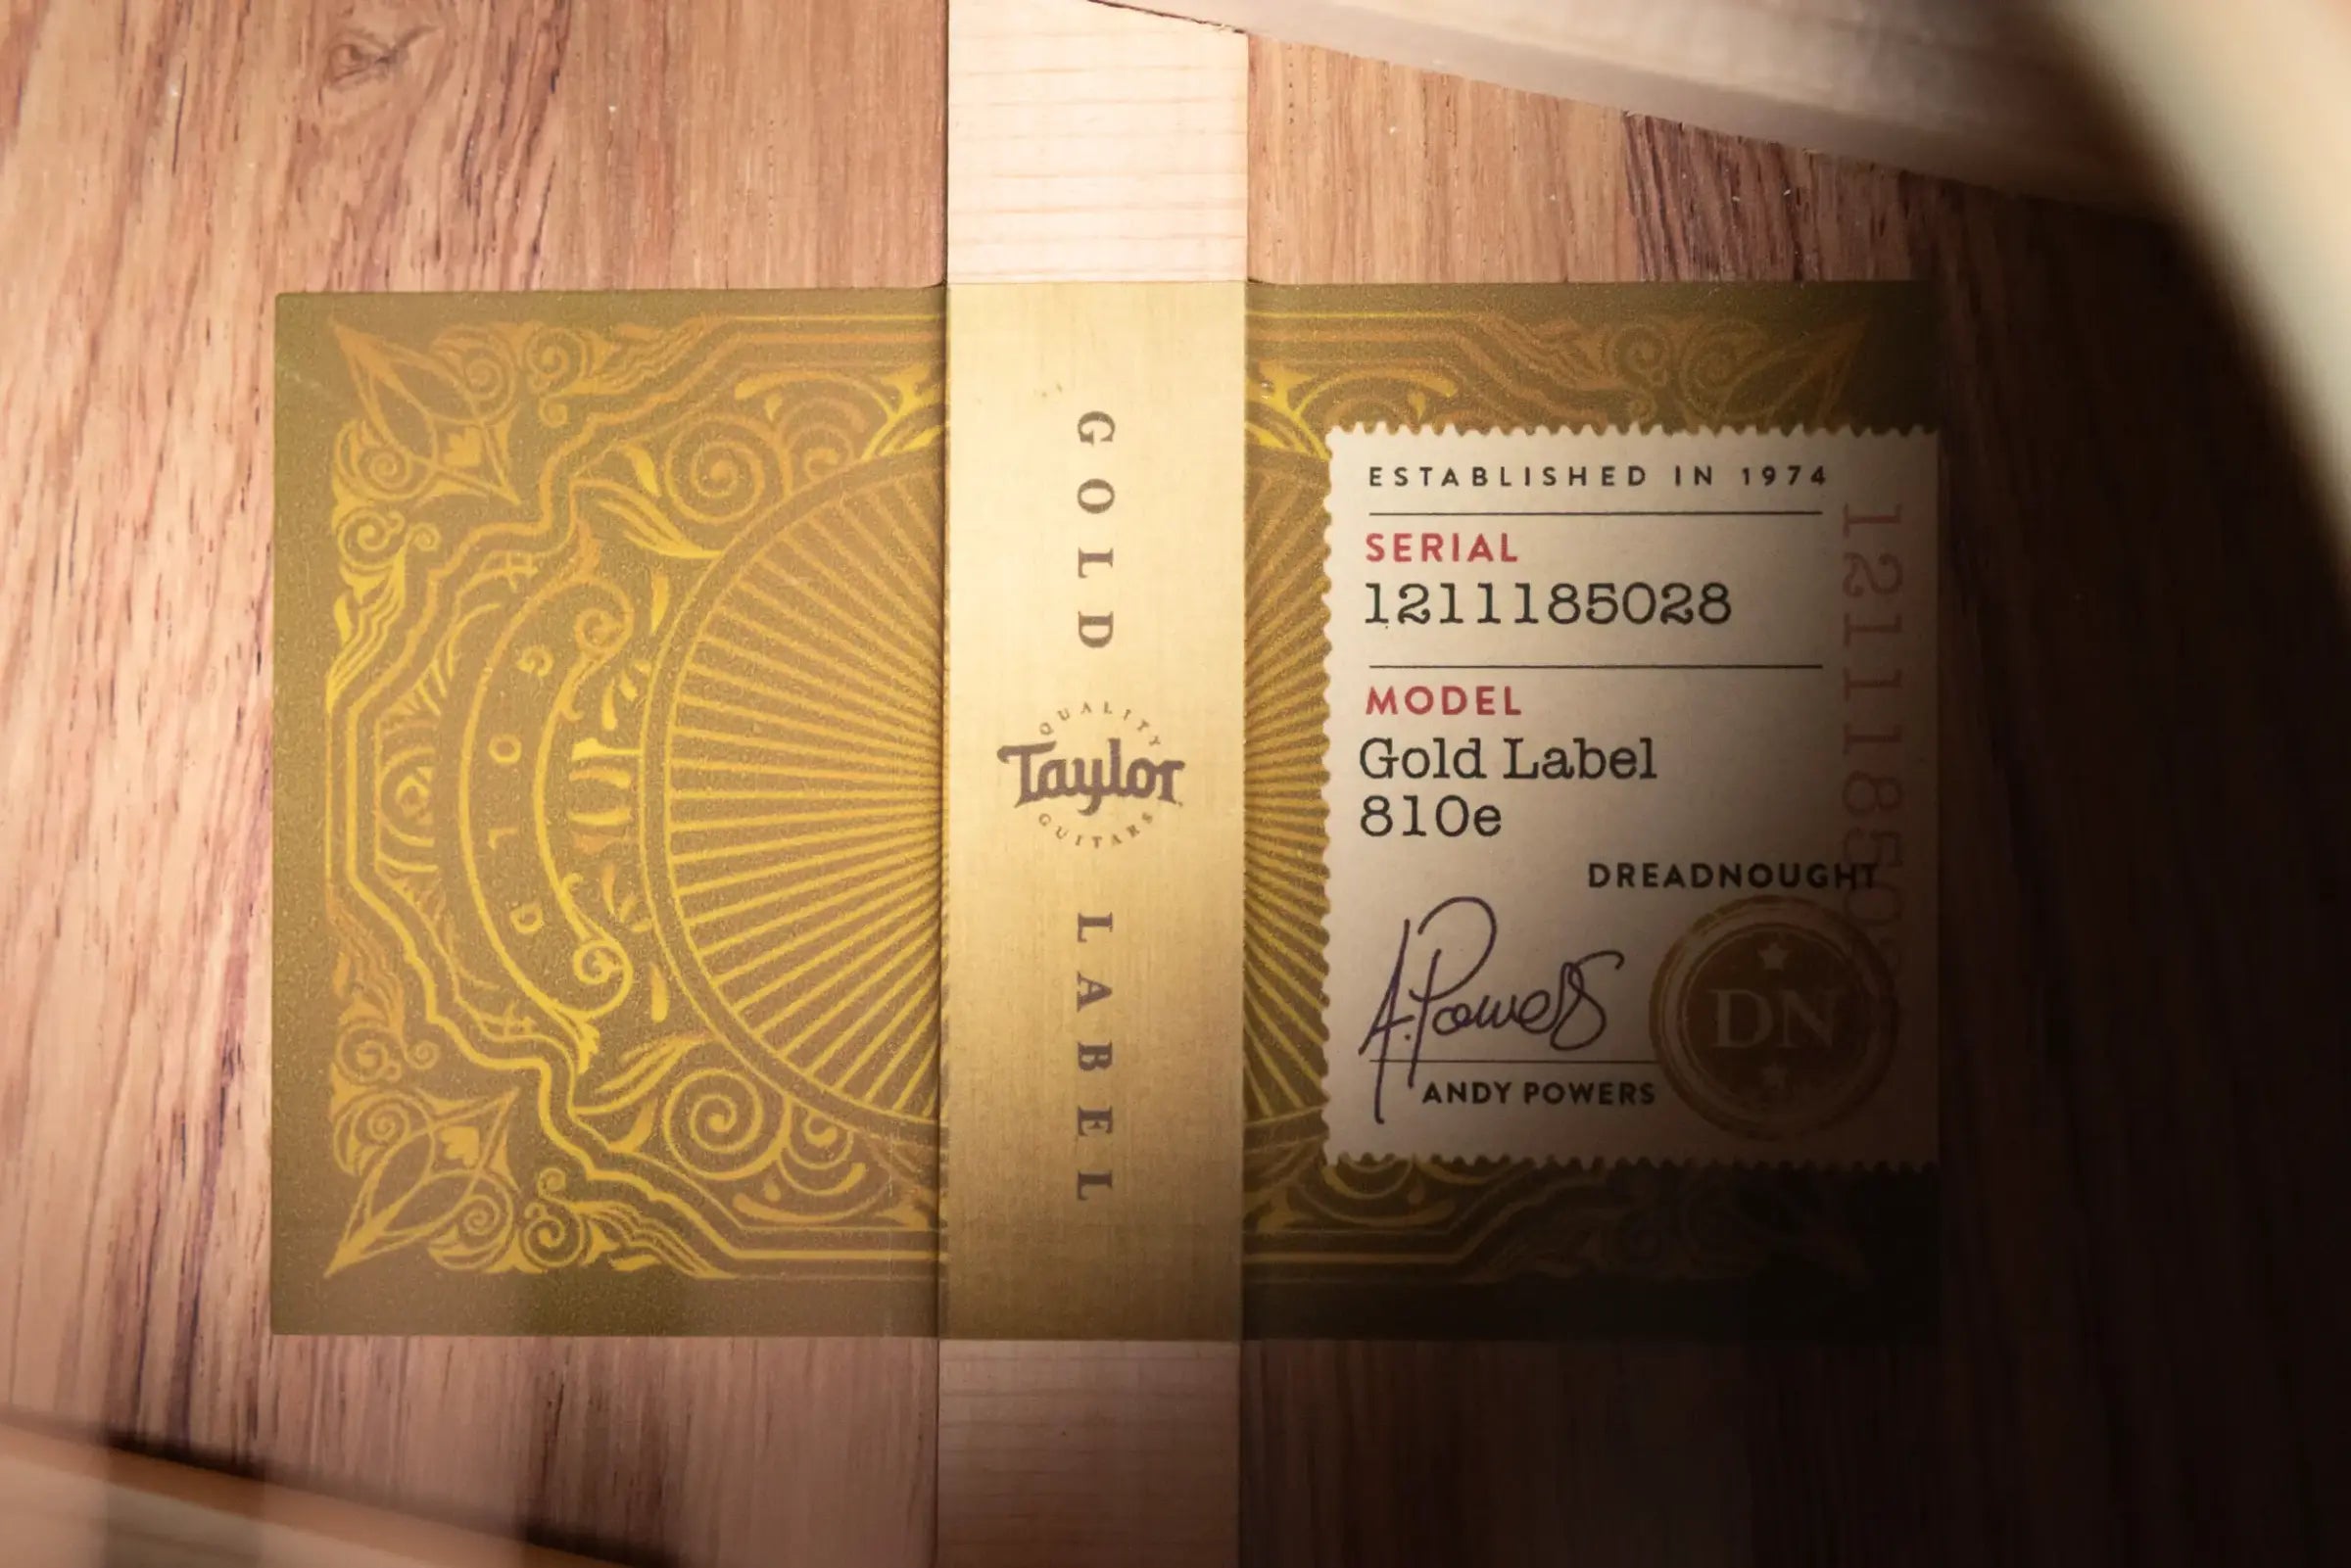 GOLD
GOLD
QUALITY
Taylor
GUITARS
LABEL
ESTABLISHED IN 1974
SERIAL
1211185028
MODEL
Gold Label
810e
DREADNOUGHT
A.Powers
ANDY POWERS
DN